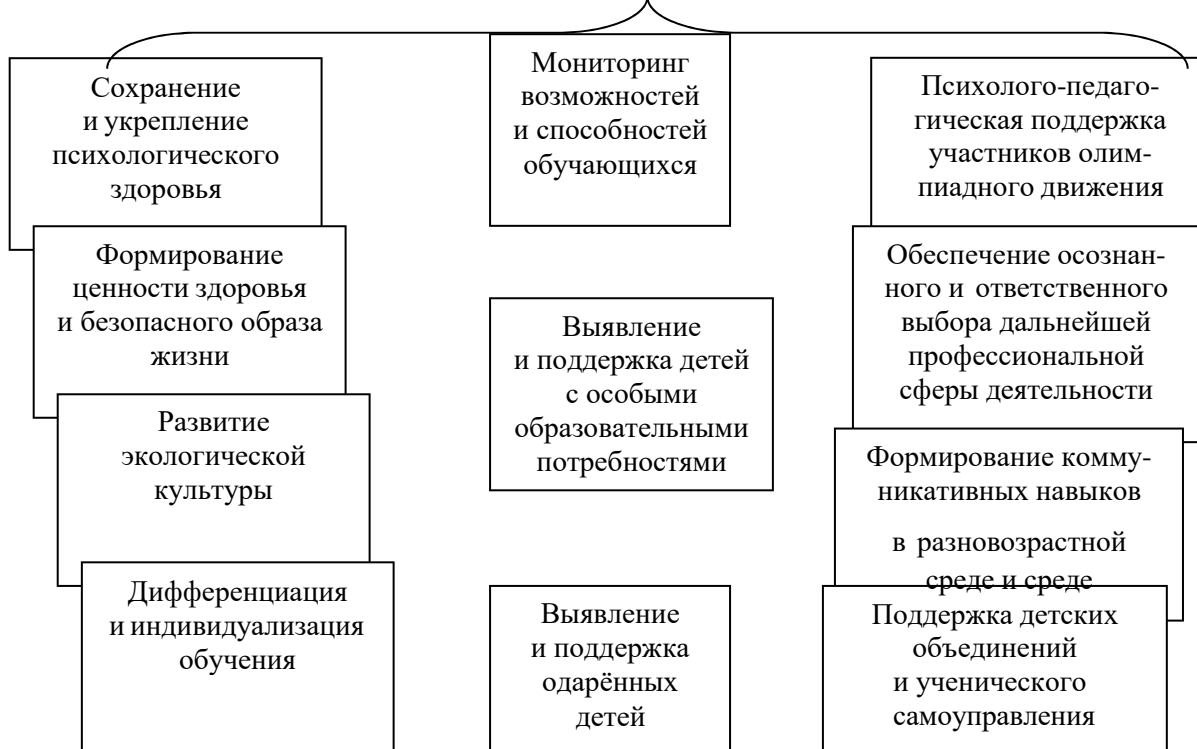 Сохранение
и укрепление
психологического
здоровья
Формирование
ценности здоровья
и безопасного образа
жизни
Развитие
экологической
культуры
Дифференциация
и индивидуализация
обучения
Мониторинг
возможностей
и способностей
обучающихся
Выявление
и поддержка детей
с особыми
образовательными
потребностями
Выявление
и поддержка
одарённых
детей
Психолого-педаго-
гическая поддержка
участников олим-
пиадного движения
Обеспечение осознан-
ного и ответственного
выбора дальнейшей
профессиональной
сферы деятельности
Формирование комму-
никативных навыков
в разновозрастной
среде и среде
Поддержка детских
объединений
и ученического
самоуправления